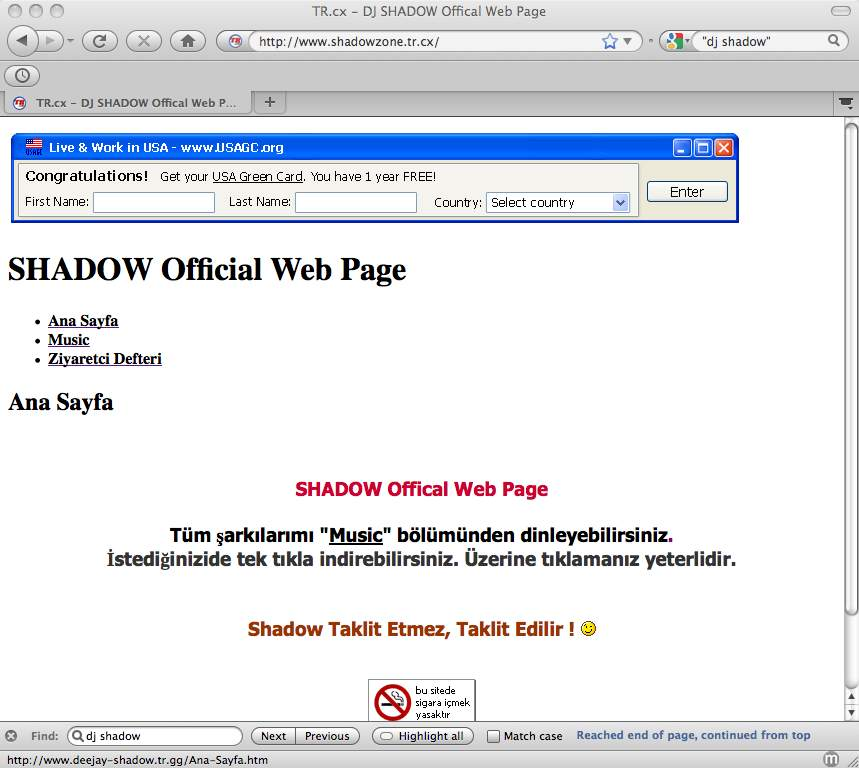 TR.cx – DJ SHADOW Offical Web Page
http://www.shadowzone.tr.cx/
"dj shadow"
TR.cx – DJ SHADOW Offical Web P...
Live & Work in USA - www.USAGC.org
Congratulations! Get your USA Green Card. You have 1 year FREE!
First Name: Last Name: Country: Select country
Enter
SHADOW Official Web Page
Ana Sayfa
Music
Ziyaretci Defteri
Ana Sayfa
SHADOW Offical Web Page
Tüm şarkılarımı "Music" bölümünden dinleyebilirsiniz.
İstediğinizide tek tıkla indirebilirsiniz. Üzerine tıklamanız yeterlidir.
Shadow Taklit Etmez, Taklit Edilir !
bu sitede
sigara içmek
yasaktır
Find: dj shadow Next Previous Highlight all Match case Reached end of page, continued from top
http://www.deejay-shadow.tr.gg/Ana-Sayfa.htm